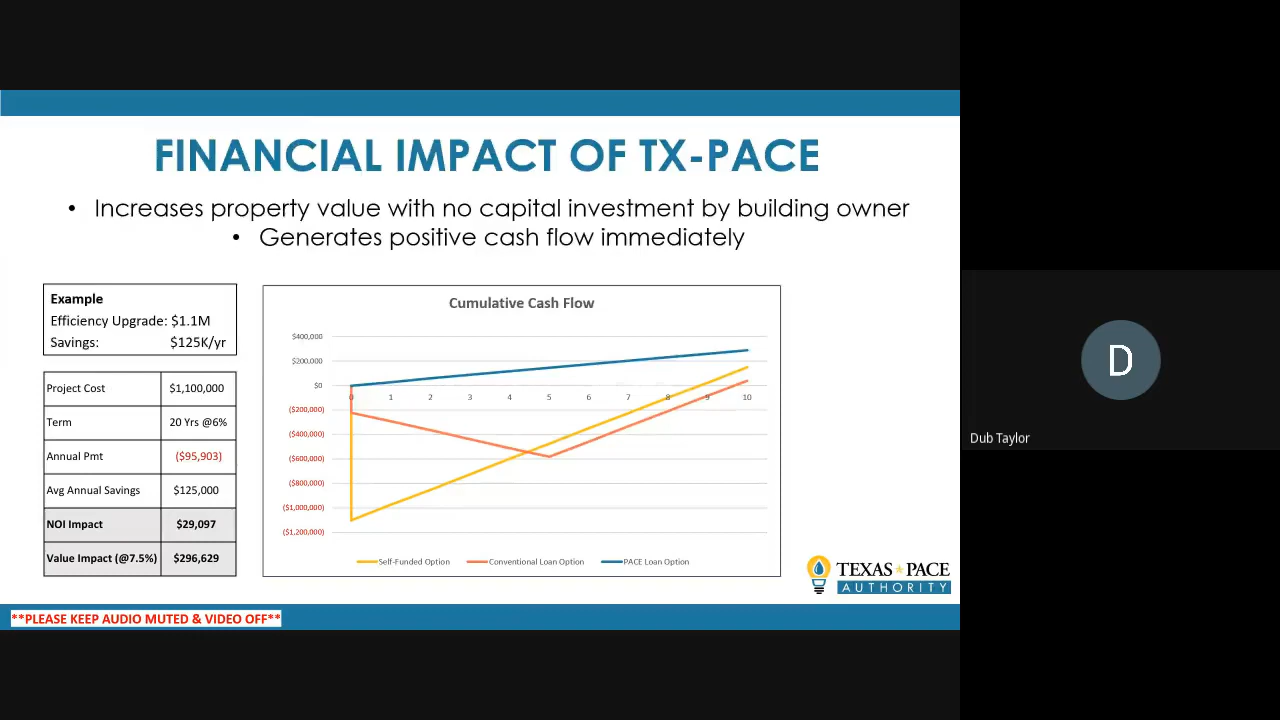 FINANCIAL IMPACT OF TX-PACE
• Increases property value with no capital investment by building owner
• Generates positive cash flow immediately
Example
Efficiency Upgrade: $1.1M
Savings: $125K/yr
Project Cost $1,100,000
Term 20 Yrs @6%
Annual Pmt ($95,903)
Avg Annual Savings $125,000
NOI Impact $29,097
Value Impact (@7.5%) $296,629
Cumulative Cash Flow
$400,000
$200,000
$0
0 1 2 3 4 5 6 7 8 9 10
($200,000)
($400,000)
($600,000)
($800,000)
($1,000,000)
($1,200,000)
Self-Funded Option Conventional Loan Option PACE Loan Option
TEXAS PACE
AUTHORITY
**PLEASE KEEP AUDIO MUTED & VIDEO OFF**
D
Dub Taylor